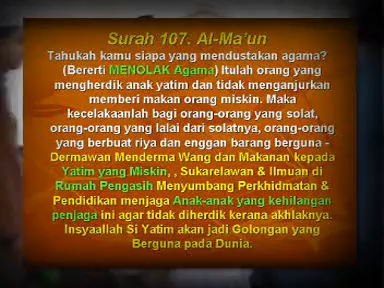 Surah 107. Al-Ma'un
Tahukah kamu siapa yang mendustakan agama?
(Bererti MENOLAK Agama) Itulah orang yang
mengherdik anak yatim dan tidak menganjurkan
memberi makan orang miskin. Maka
kecelakaanlah bagi orang-orang yang solat,
orang-orang yang lalai dari solatnya, orang-orang
yang berbuat riya dan enggan barang berguna -
Dermawan Menderma Wang dan Makanan kepada
Yatim yang Miskin, , Sukarelawan & Ilmuan di
Rumah Pengasih Menyumbang Perkhidmatan &
Pendidikan menjaga Anak-anak yang kehilangan
penjaga ini agar tidak diherdik kerana akhlaknya.
Insyaallah Si Yatim akan jadi Golongan yang
Berguna pada Dunia.